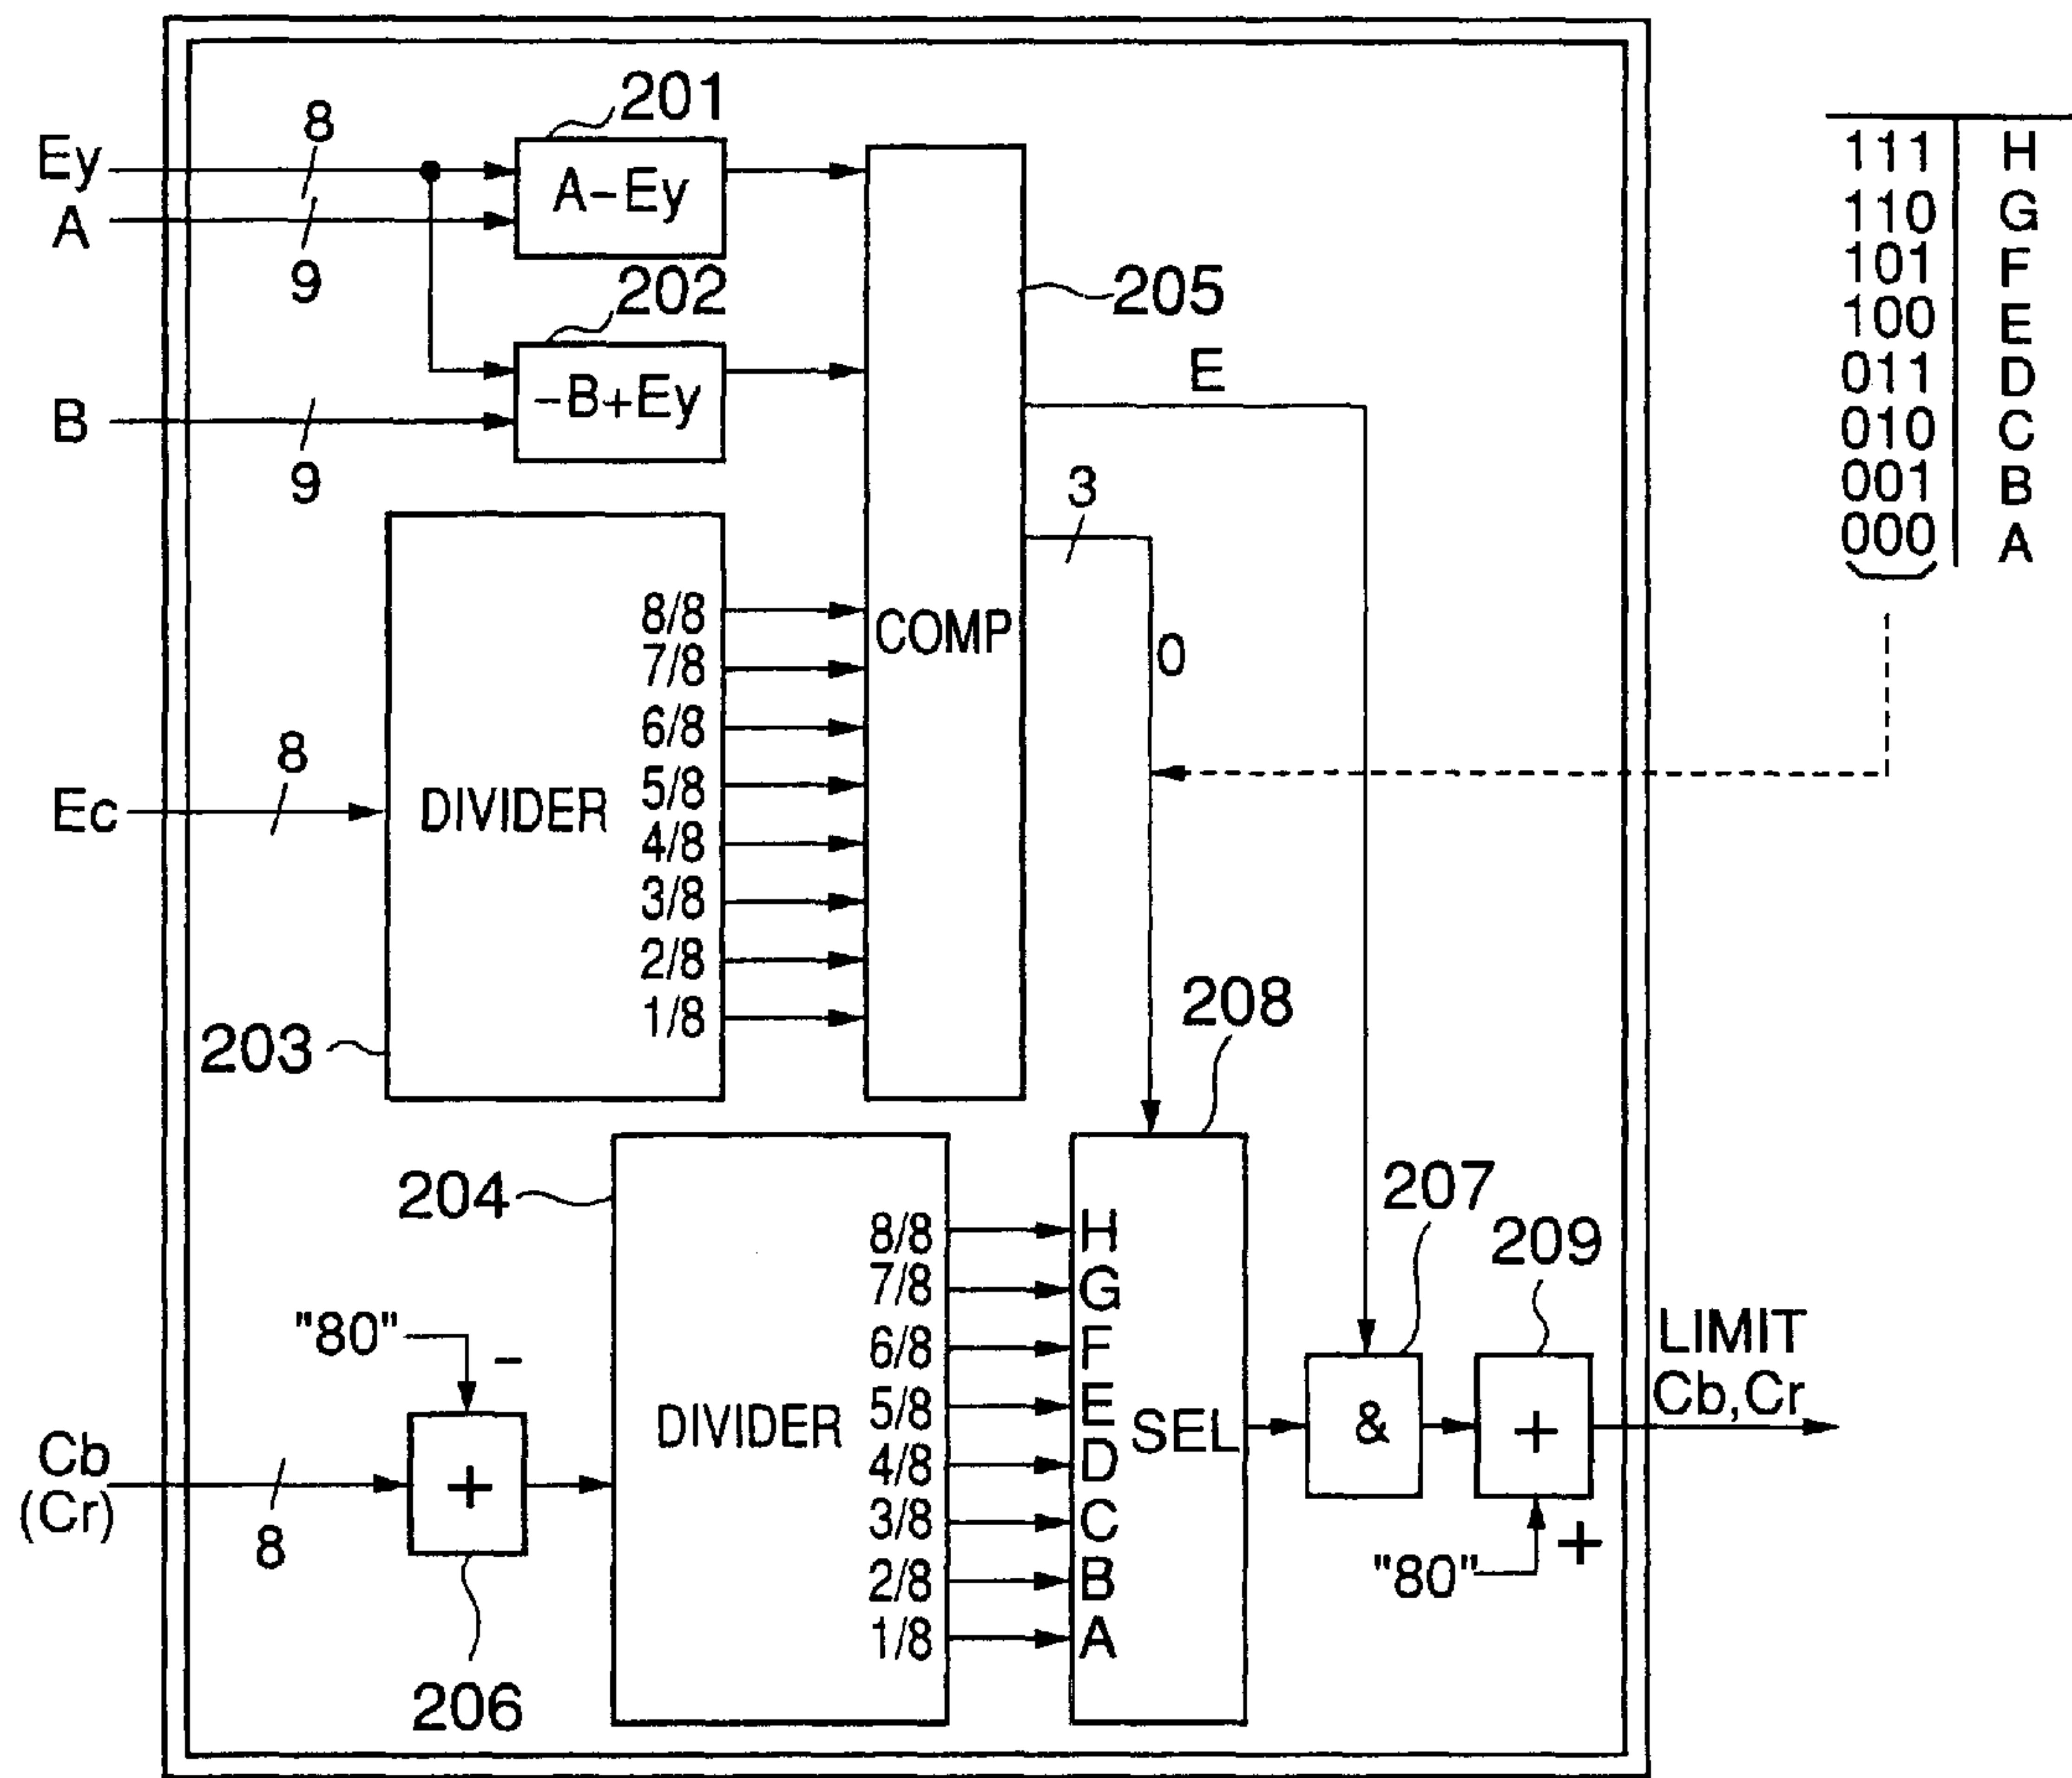 201
8
Ey
A-Ey
A
9
202
205
-B+Ey
B
9
E
3
111 H
110 G
101 F
100 E
011 D
010 C
001 B
000 A
8/8
7/8
6/8
5/8
4/8
3/8
2/8
1/8
COMP
0
8
Ec
DIVIDER
203
208
204
207
209
8/8 H
7/8 G
6/8 F
5/8 E
4/8 D
3/8 C
2/8 B
1/8 A
DIVIDER
SEL
&
+
"80"
-
LIMIT
Cb,Cr
Cb
(Cr)
8
+
"80"
+
206